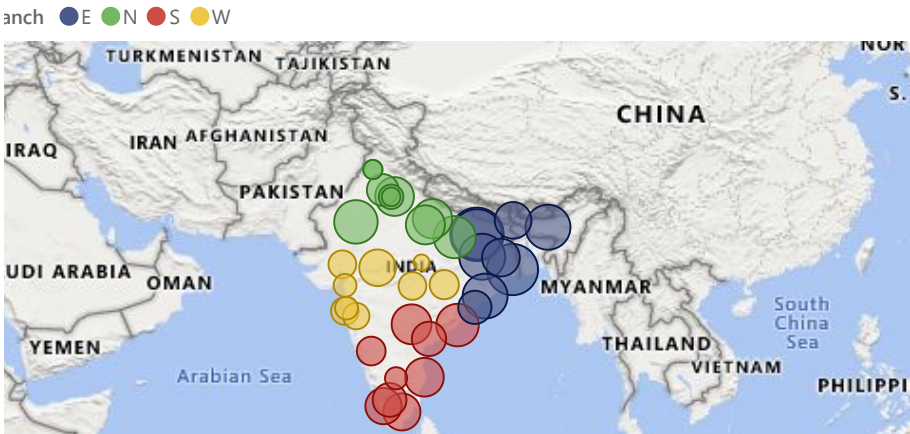 anch E N S W
NOR
TURKMENISTAN
TAJIKISTAN
S.
CHINA
IRAN
AFGHANISTAN
IRAQ
PAKISTAN
UDI ARABIA
OMAN
INDIA
MYANMAR
South
China
Sea
YEMEN
THAILAND
VIETNAM
Arabian Sea
PHILIPPI